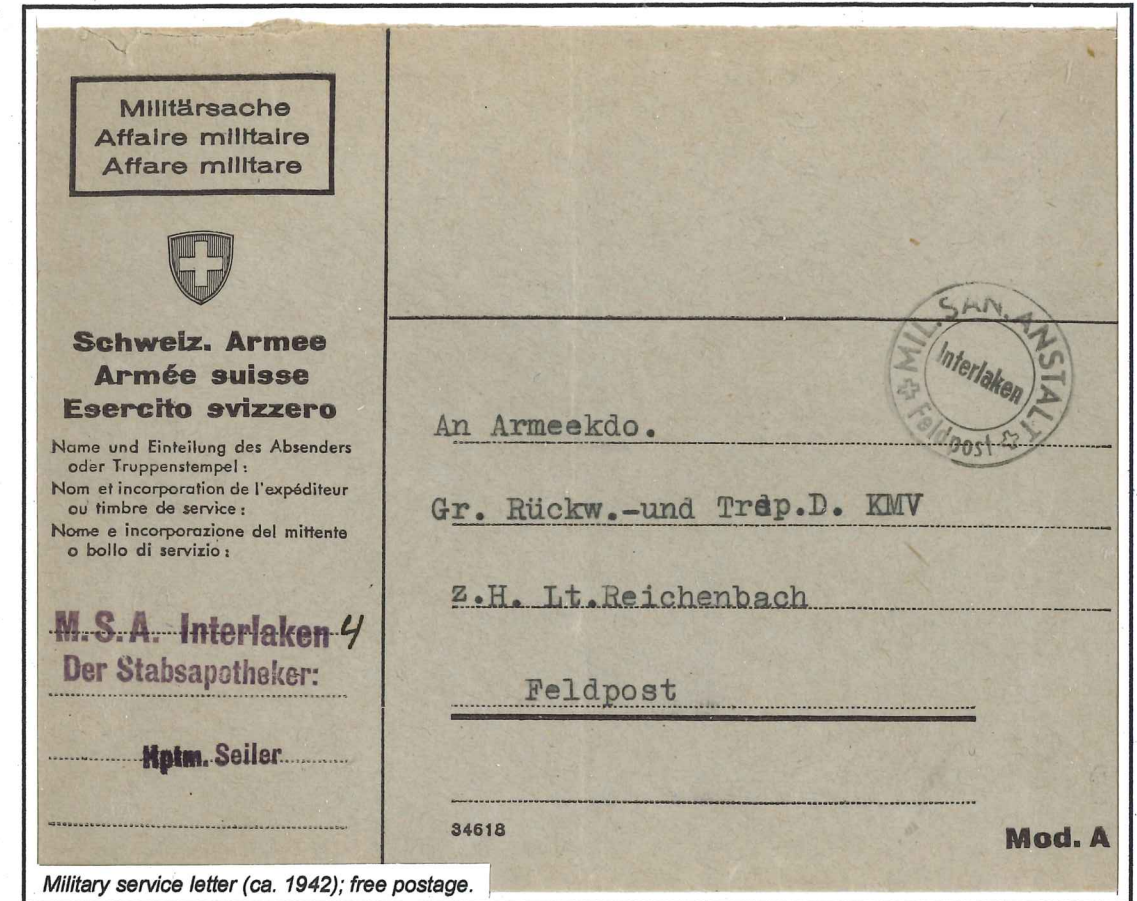 Militärsache
Affaire militaire
Affare militare
Schweiz. Armee
Armée suisse
Esercito svizzero
Name und Einteilung des Absenders
oder Truppenstempel :
Nom et incorporation de l'expéditeur
ou timbre de service :
Nome e incorporazione del mittente
o bollo di servizio :
M.S.A. Interlaken 4
Der Stabsapotheker:
Hptm. Seiler
MIL. SAN. ANSTALT
Interlaken
Feldpost
An Armeekdo.
Gr. Rückw.-und Trsp.D. KMV
z.H. Lt.Reichenbach
Feldpost
34618
Mod. A
Military service letter (ca. 1942); free postage.